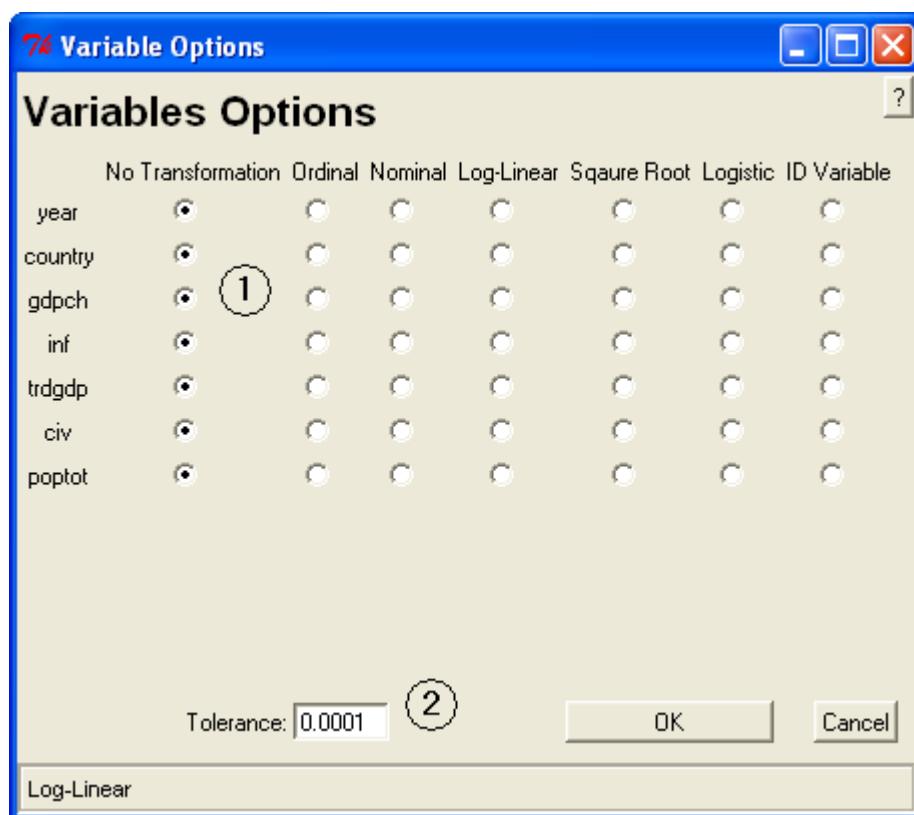 7% Variable Options
Variables Options
?
No Transformation Ordinal Nominal Log-Linear Sqaure Root Logistic ID Variable
year
country
gdpch
1
inf
trdgdp
civ
poptot
Tolerance: 0.0001
2
OK
Cancel
Log-Linear